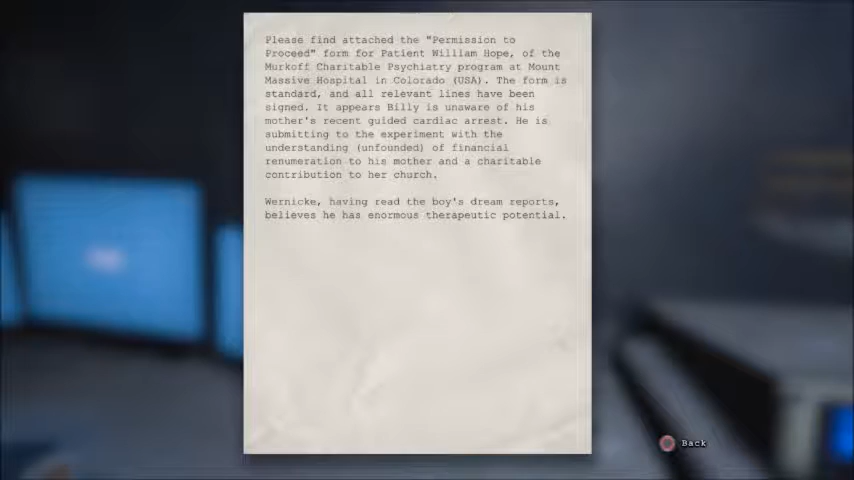 Please find attached the "Permission to
Proceed" form for Patient William Hope, of the
Murkoff Charitable Psychiatry program at Mount
Massive Hospital in Colorado (USA). The form is
standard, and all relevant lines have been
signed. It appears Billy is unaware of his
mother's recent guided cardiac arrest. He is
submitting to the experiment with the
understanding (unfounded) of financial
renumeration to his mother and a charitable
contribution to her church.
Wernicke, having read the boy's dream reports,
believes he has enormous therapeutic potential.
Back